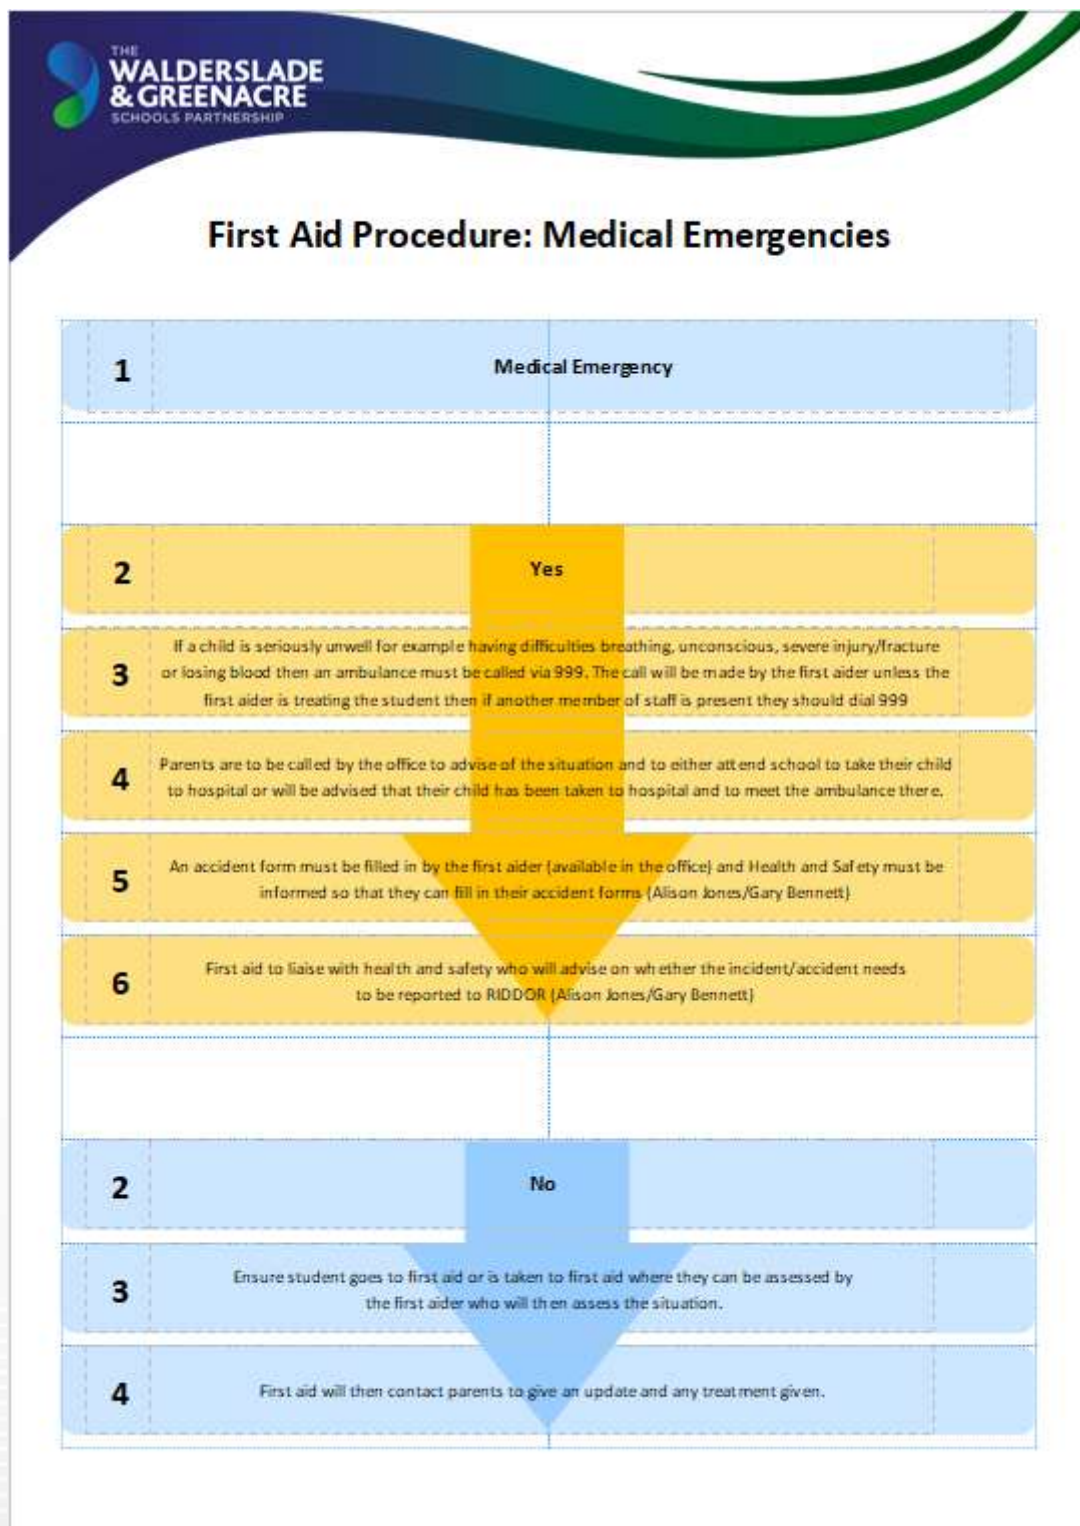 THE
WALDERSLADE
& GREENACRE
SCHOOLS PARTNERSHIP
First Aid Procedure: Medical Emergencies
1
Medical Emergency
2
Yes
3
If a child is seriously unwell for example having difficulties breathing, unconscious, severe injury/fracture
or losing blood then an ambulance must be called via 999. The call will be made by the first aider unless the
first aider is treating the student then if another member of staff is present they should dial 999
4
Parents are to be called by the office to advise of the situation and to either attend school to take their child
to hospital or will be advised that their child has been taken to hospital and to meet the ambulance there.
5
An accident form must be filled in by the first aider (available in the office) and Health and Safety must be
informed so that they can fill in their accident forms (Alison Jones/Gary Bennett)
6
First aid to liaise with health and safety who will advise on whether the incident/accident needs
to be reported to RIDDOR (Alison Jones/Gary Bennett)
2
No
3
Ensure student goes to first aid or is taken to first aid where they can be assessed by
the first aider who will then assess the situation.
4
First aid will then contact parents to give an update and any treatment given.